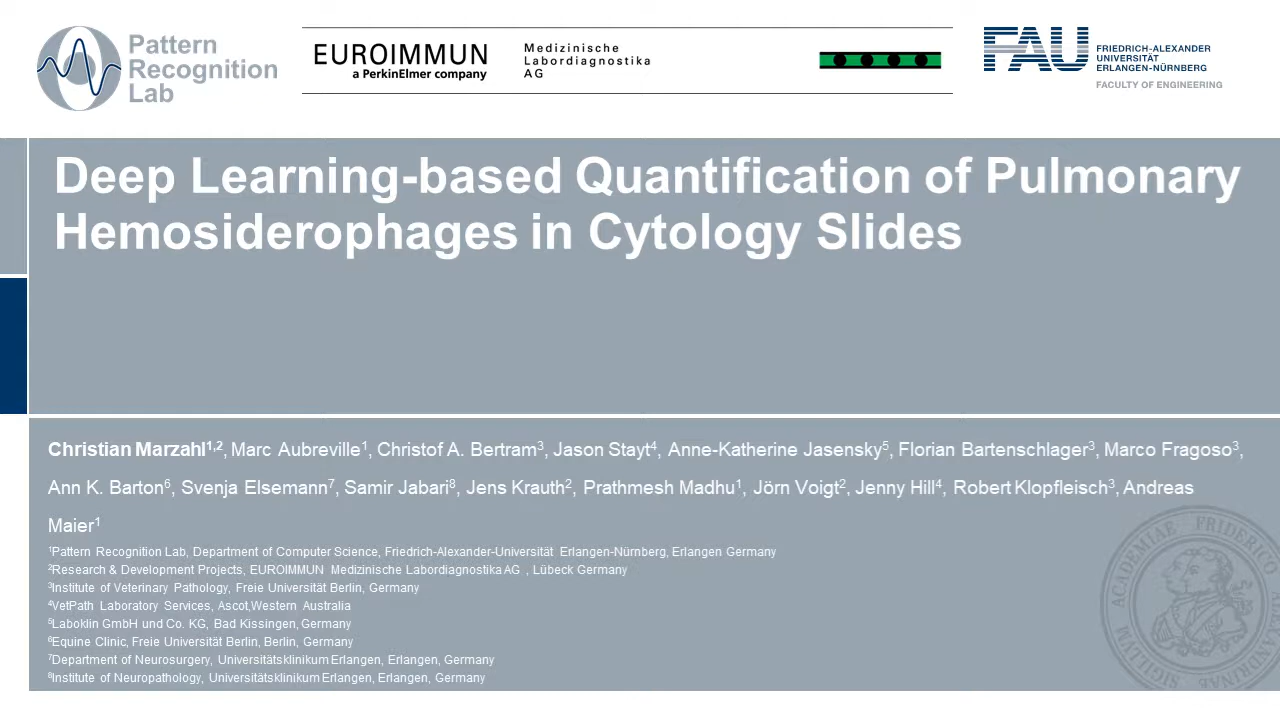 Pattern
Recognition
Lab
EUROIMMUN
a PerkinElmer company
Medizinische
Labordiagnostika
AG
FAU
FRIEDRICH-ALEXANDER
UNIVERSITÄT
ERLANGEN-NÜRNBERG
FACULTY OF ENGINEERING
Deep Learning-based Quantification of Pulmonary
Hemosiderophages in Cytology Slides
Christian Marzahl1,2, Marc Aubreville1, Christof A. Bertram3, Jason Stayt4, Anne-Katherine Jasensky5, Florian Bartenschlager3, Marco Fragoso3,
Ann K. Barton6, Svenja Elsemann7, Samir Jabari8, Jens Krauth2, Prathmesh Madhu1, Jörn Voigt2, Jenny Hill4, Robert Klopfleisch3, Andreas
Maier1
1Pattern Recognition Lab, Department of Computer Science, Friedrich-Alexander-Universität Erlangen-Nürnberg, Erlangen Germany
2Research & Development Projects, EUROIMMUN Medizinische Labordiagnostika AG , Lübeck Germany
3Institute of Veterinary Pathology, Freie Universität Berlin, Germany
4VetPath Laboratory Services, Ascot,Western Australia
5Laboklin GmbH und Co. KG, Bad Kissingen, Germany
6Equine Clinic, Freie Universität Berlin, Berlin, Germany
7Department of Neurosurgery, Universitätsklinikum Erlangen, Erlangen, Germany
8Institute of Neuropathology, Universitätsklinikum Erlangen, Erlangen, Germany
ACADEMIAE FRIDERICO